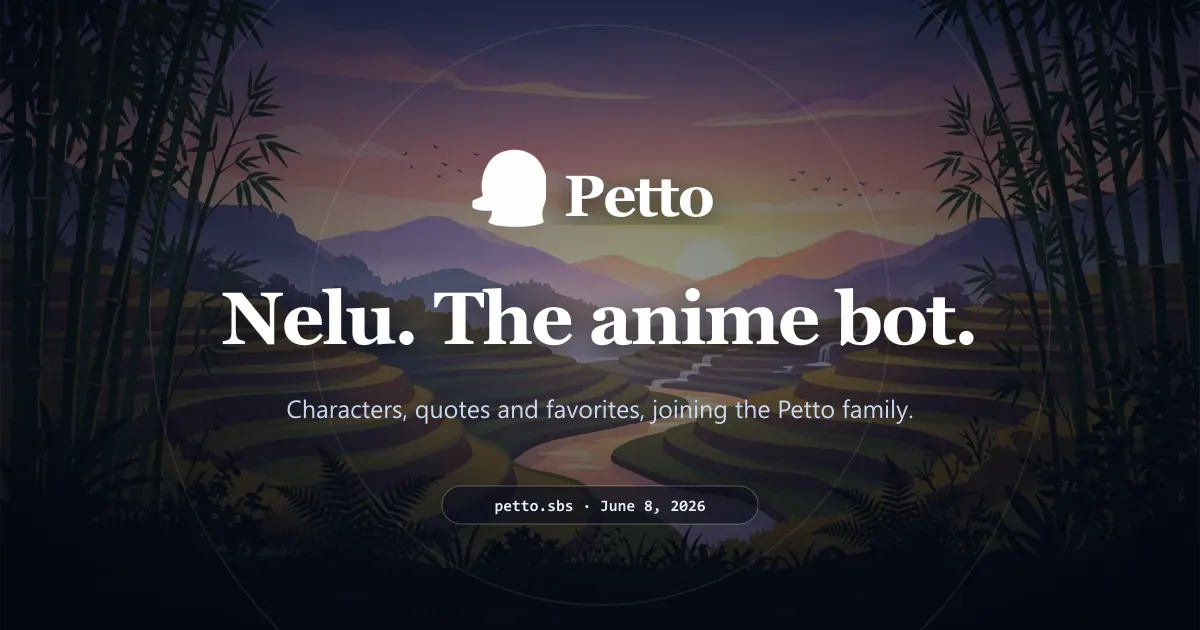 Petto
Nelu. The anime bot.
Characters, quotes and favorites, joining the Petto family.
petto.sbs · June 8, 2026